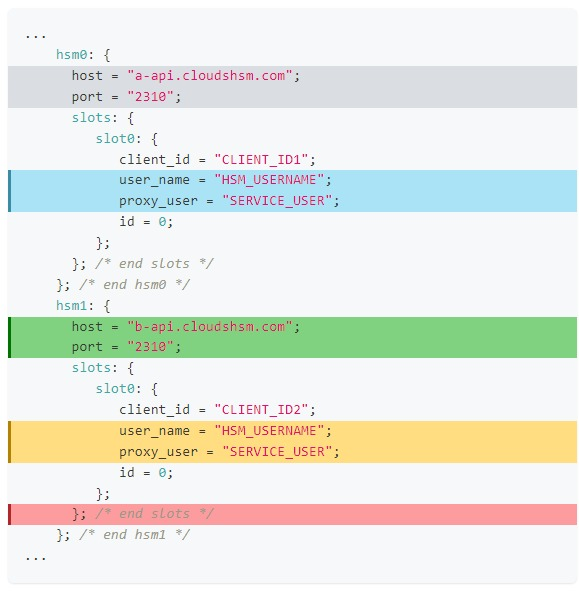 ...
hsm0: {
host = "a-api.cloudshsm.com";
port = "2310";
slots: {
slot0: {
client_id = "CLIENT_ID1";
user_name = "HSM_USERNAME";
proxy_user = "SERVICE_USER";
id = 0;
};
}; /* end slots */
}; /* end hsm0 */
hsm1: {
host = "b-api.cloudshsm.com";
port = "2310";
slots: {
slot0: {
client_id = "CLIENT_ID2";
user_name = "HSM_USERNAME";
proxy_user = "SERVICE_USER";
id = 0;
};
}; /* end slots */
}; /* end hsm1 */
...